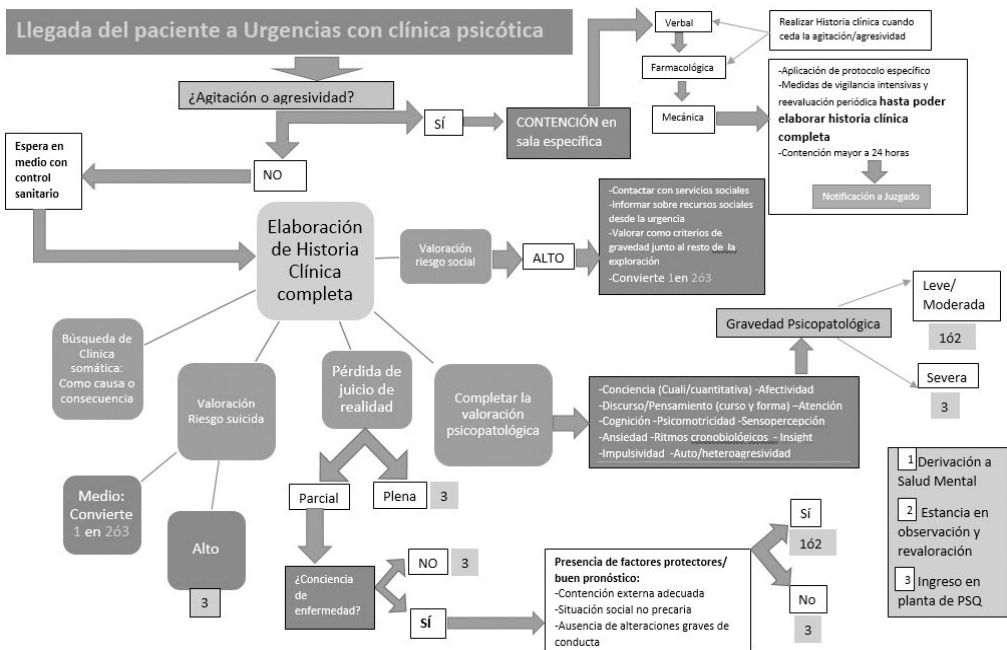 Llegada del paciente a Urgencias con clínica psicótica
¿Agitación o agresividad?
SÍ
NO
CONTENCIÓN en
sala específica
Verbal
Farmacológica
Mecánica
Realizar Historia clínica cuando
ceda la agitación/agresividad
-Aplicación de protocolo específico
-Medidas de vigilancia intensivas y
reevaluación periódica hasta poder
elaborar historia clínica
completa
-Contención mayor a 24 horas
Notificación a Juzgado
Espera en
medio con
control
sanitario
Elaboración
de Historia
Clínica
completa
Valoración
riesgo social
ALTO
-Contactar con servicios sociales
-Informar sobre recursos sociales
desde la urgencia
-Valorar como criterios de
gravedad junto al resto de la
exploración
-Convierte 1en 2ó3
Búsqueda de
Clinica
somática:
Como causa o
consecuencia
Valoración
Riesgo suicida
Medio:
Convierte
1 en 2ó3
Alto
3
Pérdida de
juicio de
realidad
Parcial
Plena
3
¿Conciencia
de
enfermedad?
NO
3
SÍ
Presencia de factores protectores/
buen pronóstico:
-Contención externa adecuada
-Situación social no precaria
-Ausencia de alteraciones graves de
conducta
Sí
1ó2
No
3
Completar la
valoración
psicopatológica
-Conciencia (Cuali/cuantitativa) -Afectividad
-Discurso/Pensamiento (curso y forma) –Atención
-Cognición -Psicomotricidad -Sensopercepción
-Ansiedad -Ritmos cronobiológicos - Insight
-Impulsividad -Auto/heteroagresividad
Gravedad Psicopatológica
Leve/
Moderada
1ó2
Severa
3
1 Derivación a
Salud Mental
2 Estancia en
observación y
revaloración
3 Ingreso en
planta de PSQ